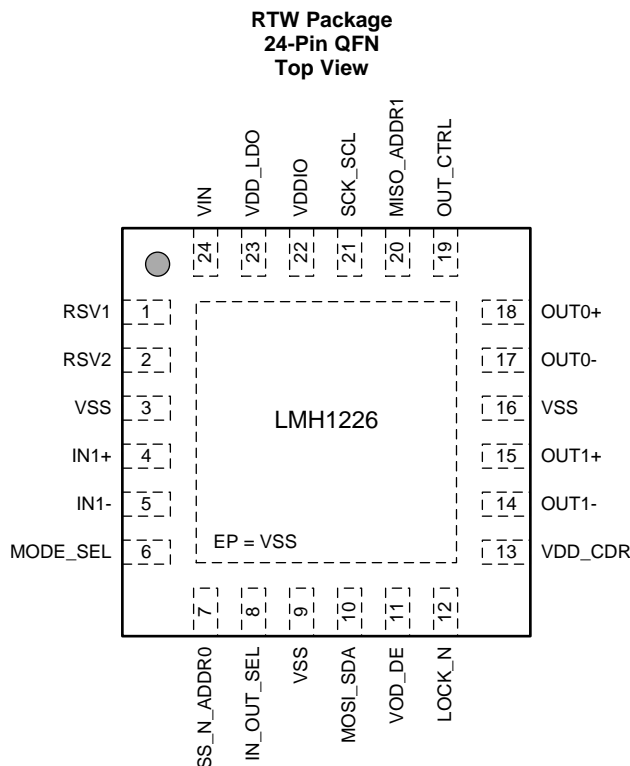 RTW Package
24-Pin QFN
Top View
VIN
VDD_LDO
VDDIO
SCK_SCL
MISO_ADDR1
OUT_CTRL
24
23
22
21
20
19
RSV1 1
18 OUT0+
RSV2 2
17 OUT0-
VSS 3
16 VSS
LMH1226
IN1+ 4
15 OUT1+
IN1- 5
14 OUT1-
MODE_SEL 6
EP = VSS
13 VDD_CDR
7
8
9
10
11
12
SS_N_ADDR0
IN_OUT_SEL
VSS
MOSI_SDA
VOD_DE
LOCK_N